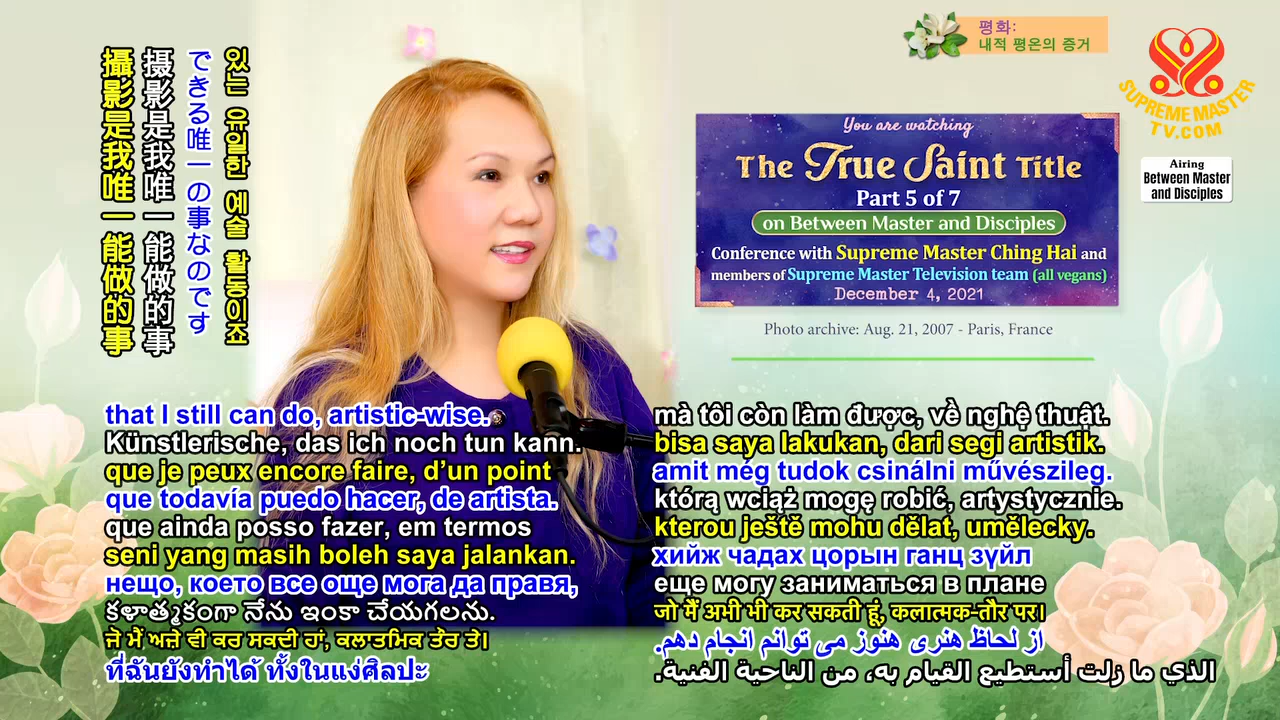 평화:
내적 평온의 증거
SUPREME MASTER
TV.COM
Airing
Between Master
and Disciples
You are watching
The True Saint Title
Part 5 of 7
on Between Master and Disciples
Conference with Supreme Master Ching Hai and
members of Supreme Master Television team (all vegans)
December 4, 2021
Photo archive: Aug. 21, 2007 - Paris, France
있는 유일한 예술 활동이죠
できる唯一の事なのです
摄影是我唯一能做的事
攝影是我唯一能做的事
that I still can do, artistic-wise.
Künstlerische, das ich noch tun kann.
que je peux encore faire, d’un point
que todavía puedo hacer, de artista.
que ainda posso fazer, em termos
seni yang masih boleh saya jalankan.
нещо, което все още мога да правя,
కళాత్మకంగా నేను ఇంకా చేయగలను.
ਜੋ ਮੈਂ ਅਜੇ ਵੀ ਕਰ ਸਕਦੀ ਹਾਂ, ਕਲਾਤਮਿਕ ਤੌਰ ਤੇ।
ที่ฉันยังทำได้ ทั้งในแง่ศิลปะ
mà tôi còn làm được, về nghệ thuật.
bisa saya lakukan, dari segi artistik.
amit még tudok csinálni művészileg.
którą wciąż mogę robić, artystycznie.
kterou ještě mohu dělat, umělecky.
хийж чадах цорын ганц зүйл
еще могу заниматься в плане
जो मैं अभी भी कर सकती हूं, कलात्मक-तौर पर।
از لحاظ هنری هنوز می توانم انجام دهم.
الذي ما زلت أستطيع القيام به، من الناحية الفنية.